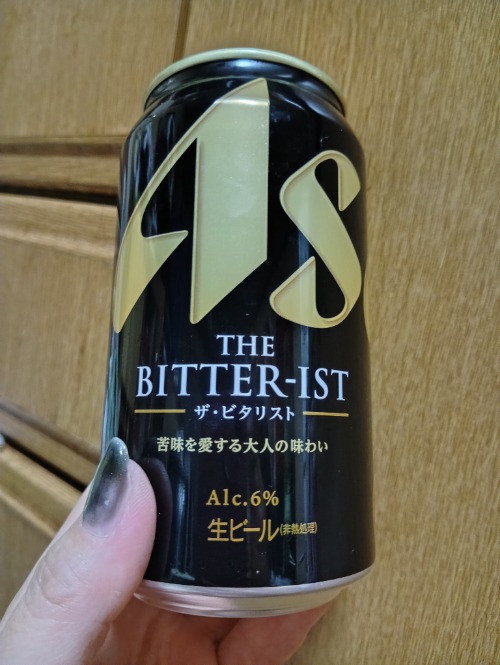 As
THE
BITTER-IST
ザ・ビタリスト
苦味を愛する大人の味わい
Alc.6%
生ビール(非熱処理)